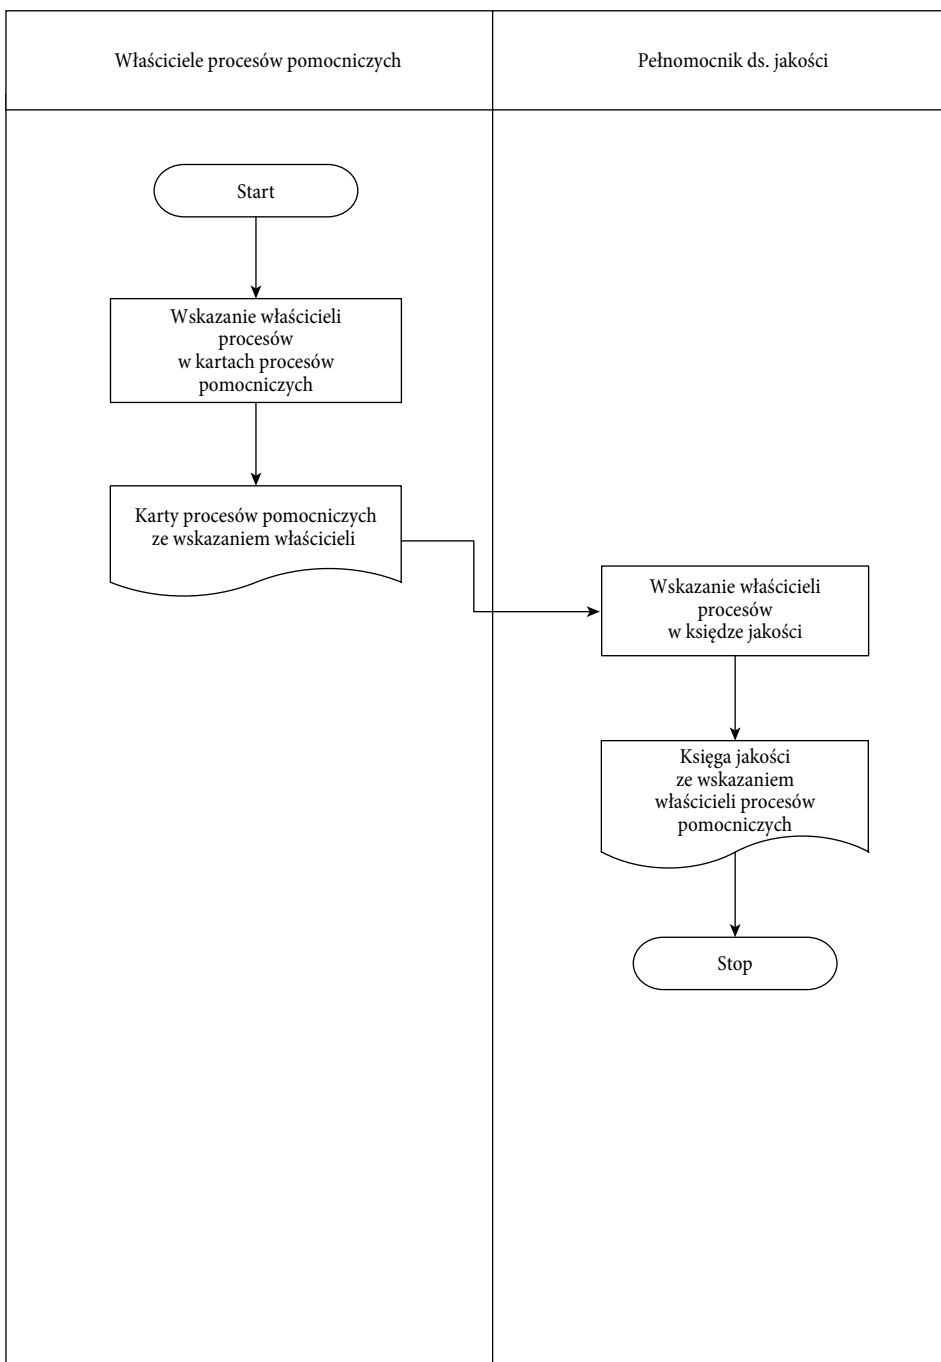 Właściciele procesów pomocniczych
Pełnomocnik ds. jakości
Start
Wskazanie właścicieli
procesów
w kartach procesów
pomocniczych
Karty procesów pomocniczych
ze wskazaniem właścicieli
Wskazanie właścicieli
procesów
w księdze jakości
Księga jakości
ze wskazaniem
właścicieli procesów
pomocniczych
Stop